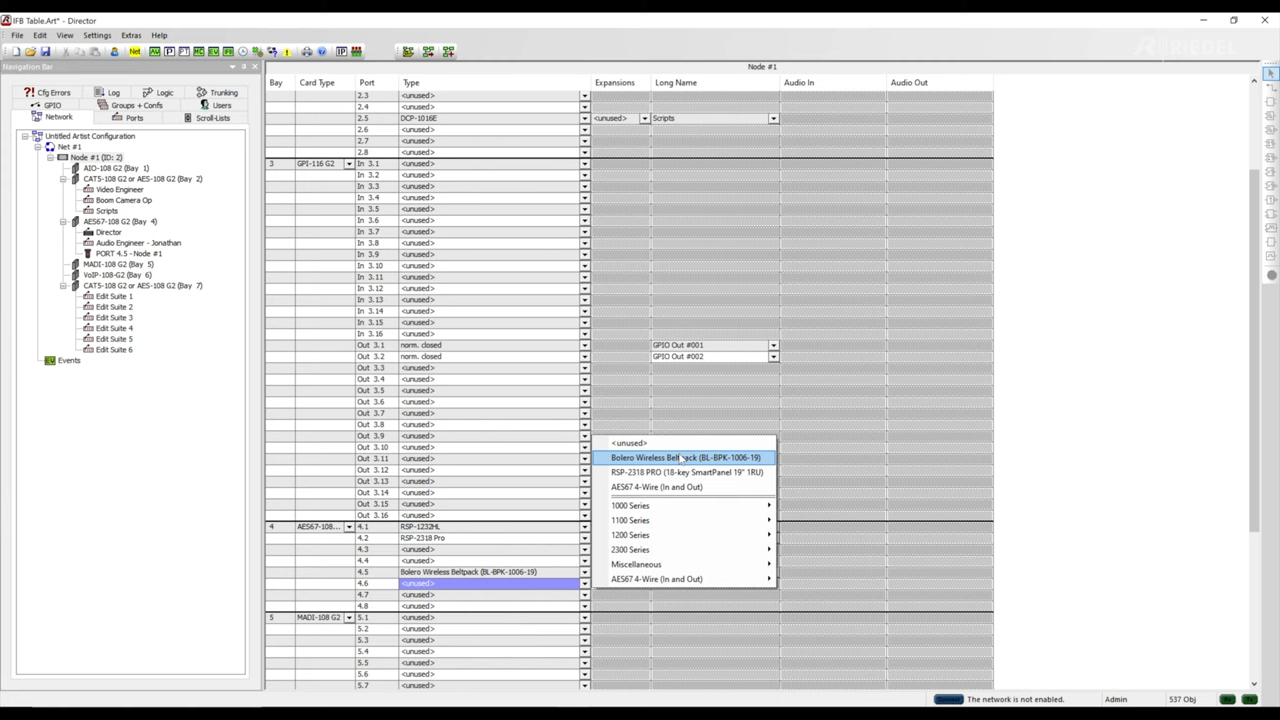 IFB Table.Art* - Director
File Edit View Settings Extras Help
Net AV P PT MC EV IFB IP
RIEDEL
Navigation Bar
Node #1
Bay Card Type Port Type Expansions Long Name Audio In Audio Out
Cfg Errors Log Logic Trunking
GPIO Groups + Confs Users
Network Ports Scroll-Lists
Untitled Artist Configuration
Net #1
Node #1 (ID: 2)
AIO-108 G2 (Bay 1)
CAT5-108 G2 or AES-108 G2 (Bay 2)
Video Engineer
Boom Camera Op
Scripts
AES67-108 G2 (Bay 4)
Director
Audio Engineer - Jonathan
PORT 4.5 - Node #1
MADI-108 G2 (Bay 5)
VoIP-108-G2 (Bay 6)
CAT5-108 G2 or AES-108 G2 (Bay 7)
Edit Suite 1
Edit Suite 2
Edit Suite 3
Edit Suite 4
Edit Suite 5
Edit Suite 6
EV Events
2.3 <unused>
2.4 <unused>
2.5 DCP-1016E <unused> Scripts
2.6 <unused>
2.7 <unused>
2.8 <unused>
3 GPI-116 G2 In 3.1 <unused>
In 3.2 <unused>
In 3.3 <unused>
In 3.4 <unused>
In 3.5 <unused>
In 3.6 <unused>
In 3.7 <unused>
In 3.8 <unused>
In 3.9 <unused>
In 3.10 <unused>
In 3.11 <unused>
In 3.12 <unused>
In 3.13 <unused>
In 3.14 <unused>
In 3.15 <unused>
In 3.16 <unused>
Out 3.1 norm. closed GPIO Out #001
Out 3.2 norm. closed GPIO Out #002
Out 3.3 <unused>
Out 3.4 <unused>
Out 3.5 <unused>
Out 3.6 <unused>
Out 3.7 <unused>
Out 3.8 <unused>
Out 3.9 <unused>
Out 3.10 <unused>
Out 3.11 <unused>
Out 3.12 <unused>
Out 3.13 <unused>
Out 3.14 <unused>
Out 3.15 <unused>
Out 3.16 <unused>
4 AES67-108... 4.1 RSP-1232HL
4.2 RSP-2318 Pro
4.3 <unused>
4.4 <unused>
4.5 Bolero Wireless Beltpack (BL-BPK-1006-19)
4.6 <unused>
4.7 <unused>
4.8 <unused>
5 MADI-108 G2 5.1 <unused>
5.2 <unused>
5.3 <unused>
5.4 <unused>
5.5 <unused>
5.6 <unused>
5.7 <unused>
<unused>
Bolero Wireless Beltpack (BL-BPK-1006-19)
RSP-2318 PRO (18-key SmartPanel 19" 1RU)
AES67 4-Wire (In and Out)
1000 Series
1100 Series
1200 Series
2300 Series
Miscellaneous
AES67 4-Wire (In and Out)
The network is not enabled. Admin 537 Obj